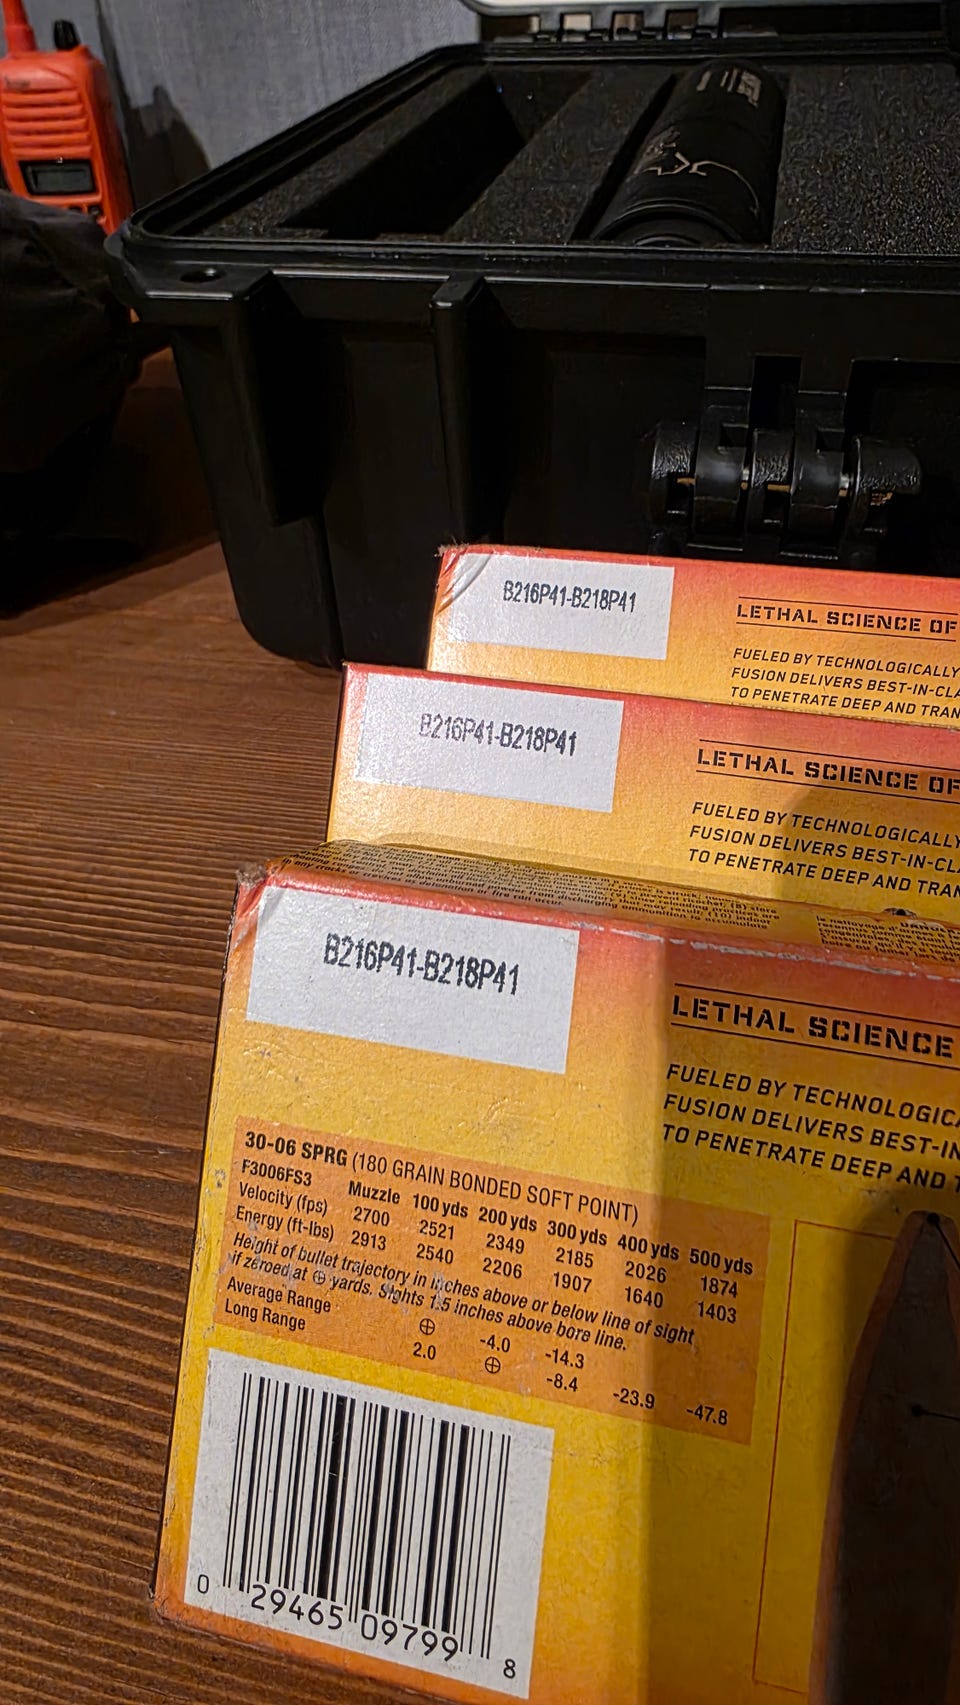 B216P41-B218P41
LETHAL SCIENCE OF
FUELED BY TECHNOLOGICALLY
FUSION DELIVERS BEST-IN-CLA
TO PENETRATE DEEP AND TRAN
B216P41-B218P41
LETHAL SCIENCE OF
FUELED BY TECHNOLOGICALLY
FUSION DELIVERS BEST-IN-CLA
TO PENETRATE DEEP AND TRAN
B216P41-B218P41
LETHAL SCIENCE
FUELED BY TECHNOLOGICA
FUSION DELIVERS BEST-IN
TO PENETRATE DEEP AND T
30-06 SPRG (180 GRAIN BONDED SOFT POINT)
F3006FS3 Muzzle 100 yds 200 yds 300 yds 400 yds 500 yds
Velocity (fps) 2700 2521 2349 2185 2026 1874
Energy (ft-lbs) 2913 2540 2206 1907 1640 1403
Height of bullet trajectory in inches above or below line of sight
if zeroed at ⊕ yards. Sights 1.5 inches above bore line.
Average Range ⊕ -4.0 -14.3
Long Range 2.0 ⊕ -8.4 -23.9 -47.8
0 29465 09799 8